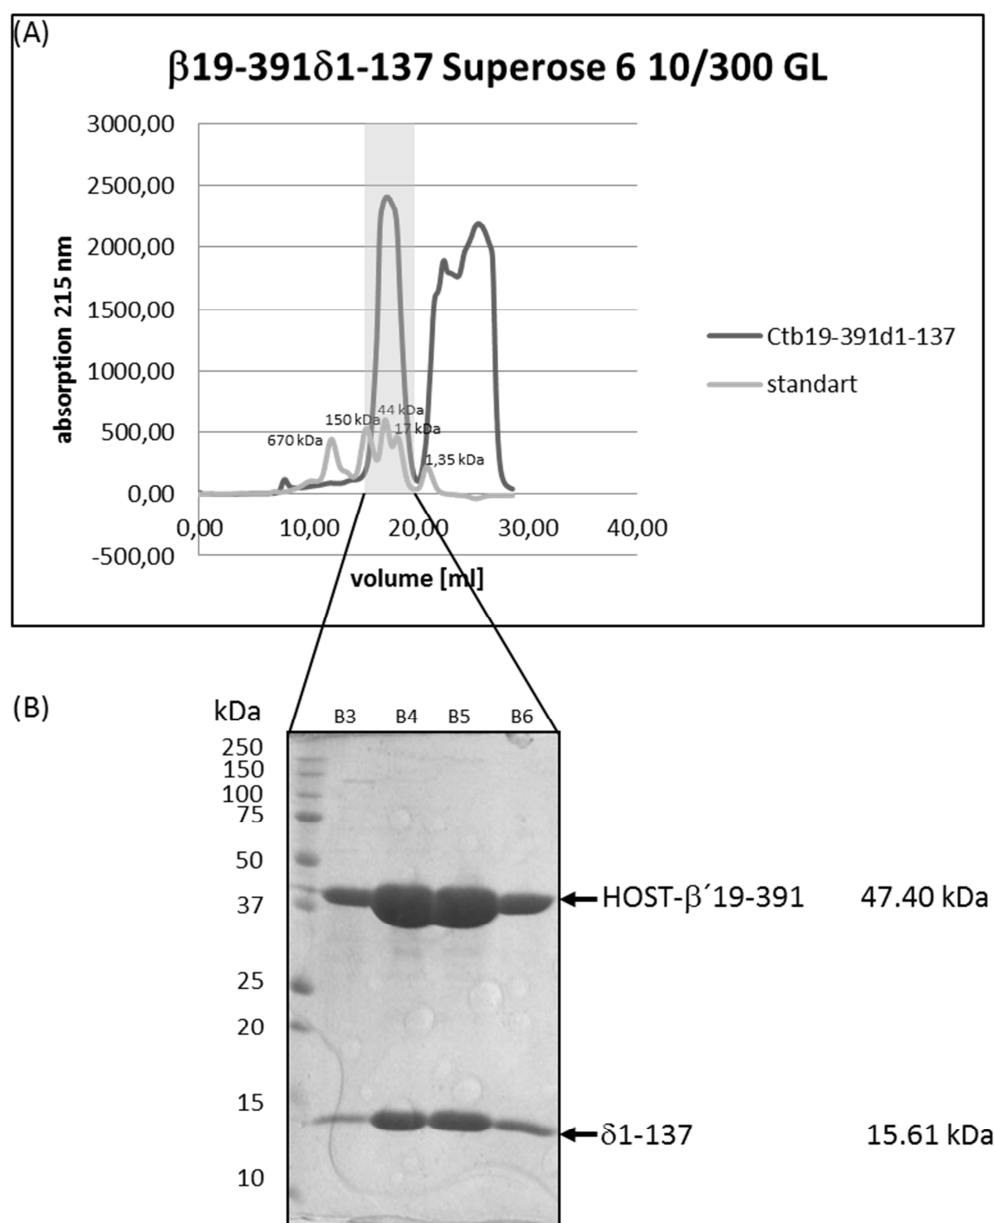 (A)
β19-391δ1-137 Superose 6 10/300 GL
3000,00
2500,00
2000,00
1500,00
1000,00
500,00
0,00
-500,00
absorption 215 nm
670 kDa
150 kDa
44 kDa
17 kDa
1,35 kDa
0,00 10,00 20,00 30,00 40,00
volume [ml]
Ctb19-391d1-137
standart
(B)
kDa
B3 B4 B5 B6
250
150
100
75
50
37
25
20
15
10
HOST-β´19-391 47.40 kDa
δ1-137 15.61 kDa